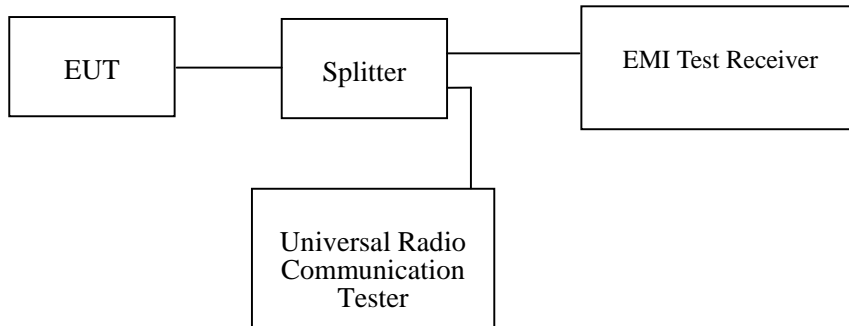 EUT
Splitter
EMI Test Receiver
Universal Radio
Communication
Tester